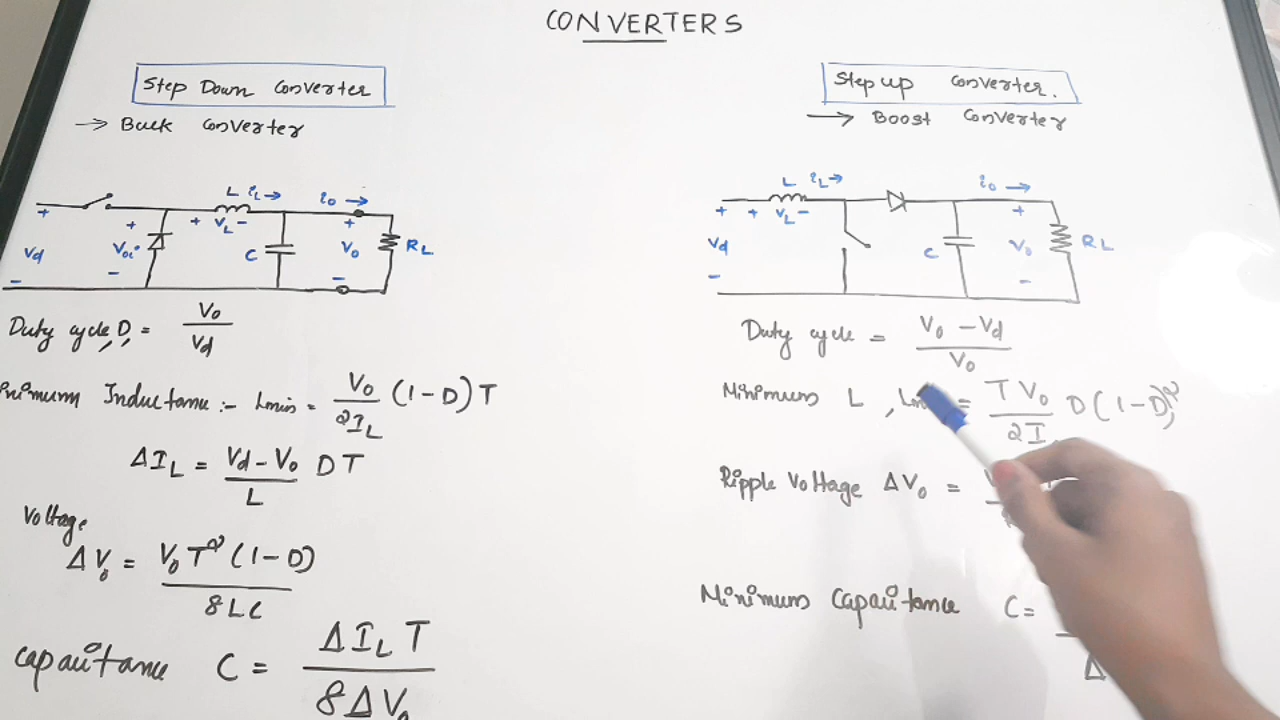 CONVERTERS
Step Down Converter
→ Buck Converter
L iL→ io →
+ + + VL − +
Vd Voi C Vo RL
− − −
Duty cycle, D, = Vo / Vd
Minimum Inductance :- Lmin = Vo / 2IL (1-D) T
ΔIL = Vd - Vo / L DT
Voltage
ΔVo = Vo T² (1-D) / 8LC
Capacitance C = ΔIL T / 8ΔVo
Step up Converter.
→ Boost Converter
L iL→ io →
+ + VL − +
Vd C Vo RL
− −
Duty cycle = Vo - Vd / Vo
Minimum L, = T Vo / 2I D(1-D)²
Ripple Voltage ΔVo =
Minimum Capacitance C = Δ